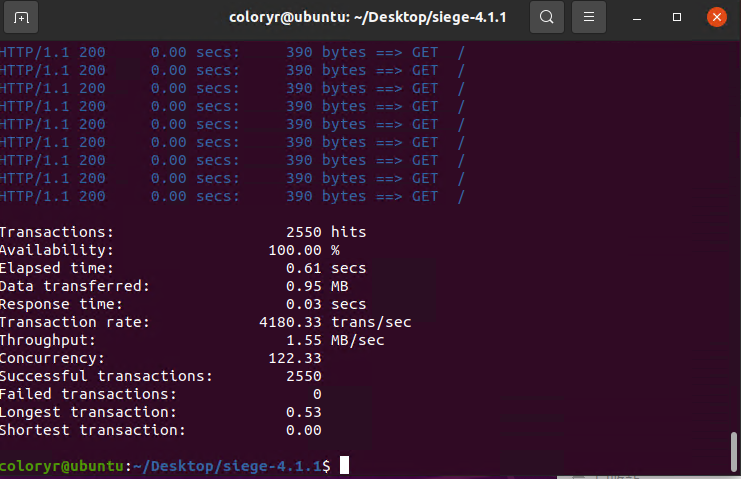 coloryr@ubuntu: ~/Desktop/siege-4.1.1
HTTP/1.1 200 0.00 secs: 390 bytes ==> GET /
HTTP/1.1 200 0.00 secs: 390 bytes ==> GET /
HTTP/1.1 200 0.00 secs: 390 bytes ==> GET /
HTTP/1.1 200 0.00 secs: 390 bytes ==> GET /
HTTP/1.1 200 0.00 secs: 390 bytes ==> GET /
HTTP/1.1 200 0.00 secs: 390 bytes ==> GET /
HTTP/1.1 200 0.00 secs: 390 bytes ==> GET /
HTTP/1.1 200 0.00 secs: 390 bytes ==> GET /
HTTP/1.1 200 0.00 secs: 390 bytes ==> GET /
Transactions: 2550 hits
Availability: 100.00 %
Elapsed time: 0.61 secs
Data transferred: 0.95 MB
Response time: 0.03 secs
Transaction rate: 4180.33 trans/sec
Throughput: 1.55 MB/sec
Concurrency: 122.33
Successful transactions: 2550
Failed transactions: 0
Longest transaction: 0.53
Shortest transaction: 0.00
coloryr@ubuntu:~/Desktop/siege-4.1.1$